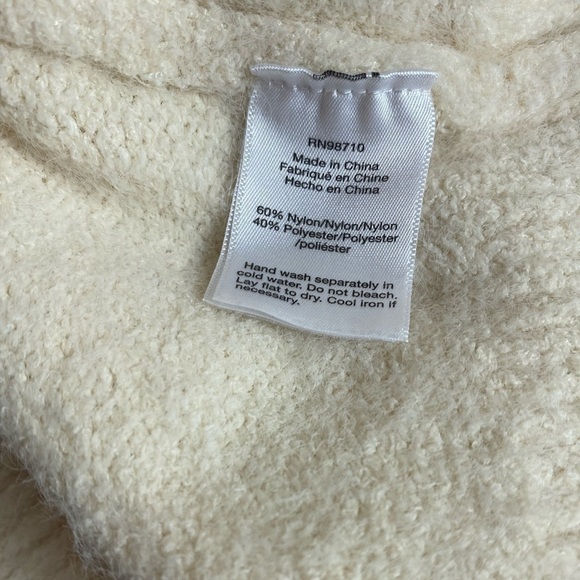 RN98710
Made in China
Fabriqué en Chine
Hecho en China
60% Nylon/Nylon/Nylon
40% Polyester/Polyester
/poliéster
Hand wash separately in
cold water. Do not bleach.
Lay flat to dry. Cool iron if
necessary.